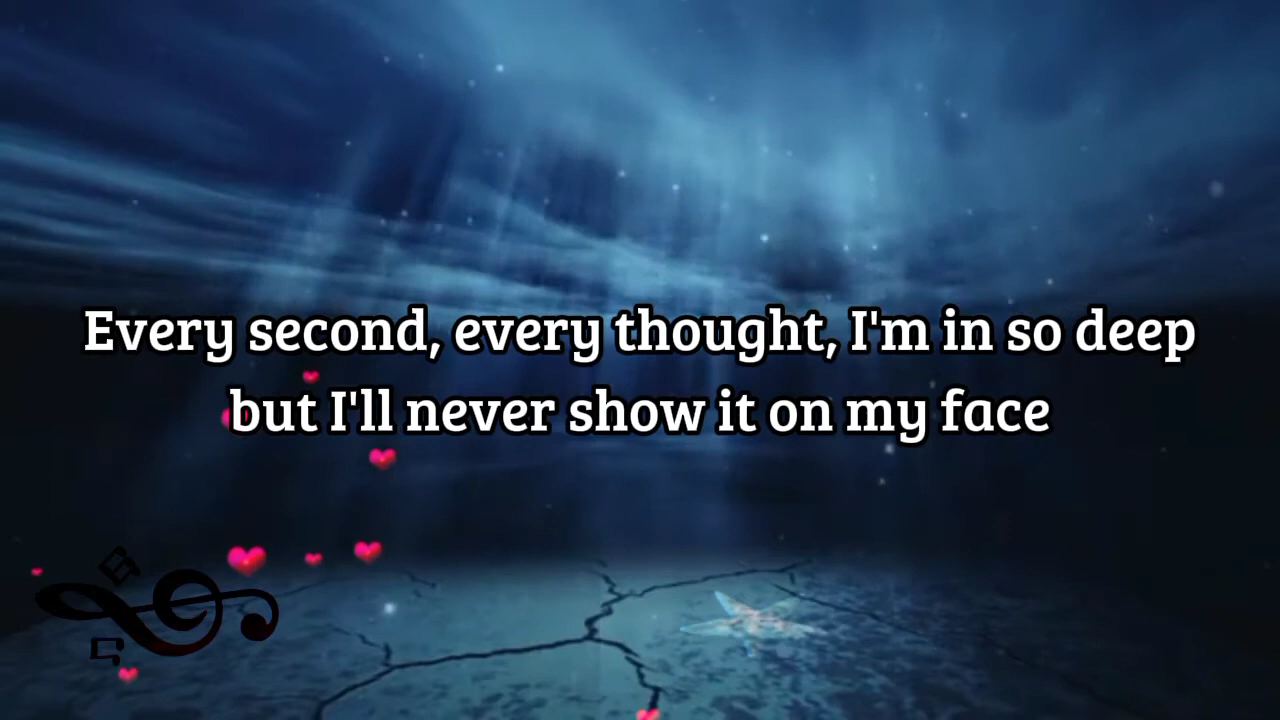 Every second, every thought, I'm in so deep
but I'll never show it on my face